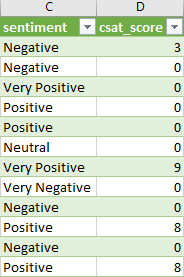 C D
sentiment csat_score
Negative 3
Negative 0
Very Positive 0
Positive 0
Positive 0
Neutral 0
Very Positive 9
Very Negative 0
Negative 0
Positive 8
Negative 0
Positive 8